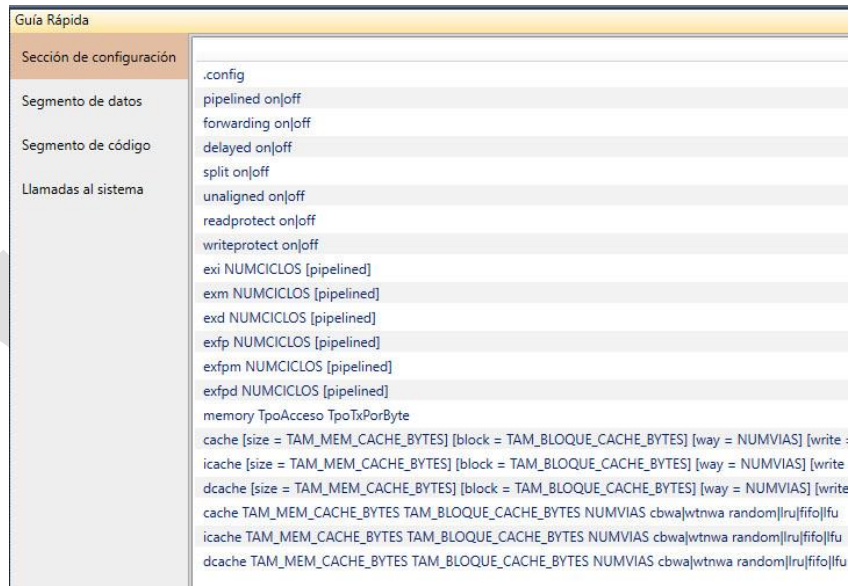 Guía Rápida
Sección de configuración
Segmento de datos
Segmento de código
Llamadas al sistema
.config
pipelined on|off
forwarding on|off
delayed on|off
split on|off
unaligned on|off
readprotect on|off
writeprotect on|off
exi NUMCICLOS [pipelined]
exm NUMCICLOS [pipelined]
exd NUMCICLOS [pipelined]
exfp NUMCICLOS [pipelined]
exfpm NUMCICLOS [pipelined]
exfpd NUMCICLOS [pipelined]
memory TpoAcceso TpoTxPorByte
cache [size = TAM_MEM_CACHE_BYTES] [block = TAM_BLOQUE_CACHE_BYTES] [way = NUMVIAS] [write =
icache [size = TAM_MEM_CACHE_BYTES] [block = TAM_BLOQUE_CACHE_BYTES] [way = NUMVIAS] [write
dcache [size = TAM_MEM_CACHE_BYTES] [block = TAM_BLOQUE_CACHE_BYTES] [way = NUMVIAS] [write
cache TAM_MEM_CACHE_BYTES TAM_BLOQUE_CACHE_BYTES NUMVIAS cbwa|wtnwa random|lru|fifo|lfu
icache TAM_MEM_CACHE_BYTES TAM_BLOQUE_CACHE_BYTES NUMVIAS cbwa|wtnwa random|lru|fifo|lfu
dcache TAM_MEM_CACHE_BYTES TAM_BLOQUE_CACHE_BYTES NUMVIAS cbwa|wtnwa random|lru|fifo|lfu